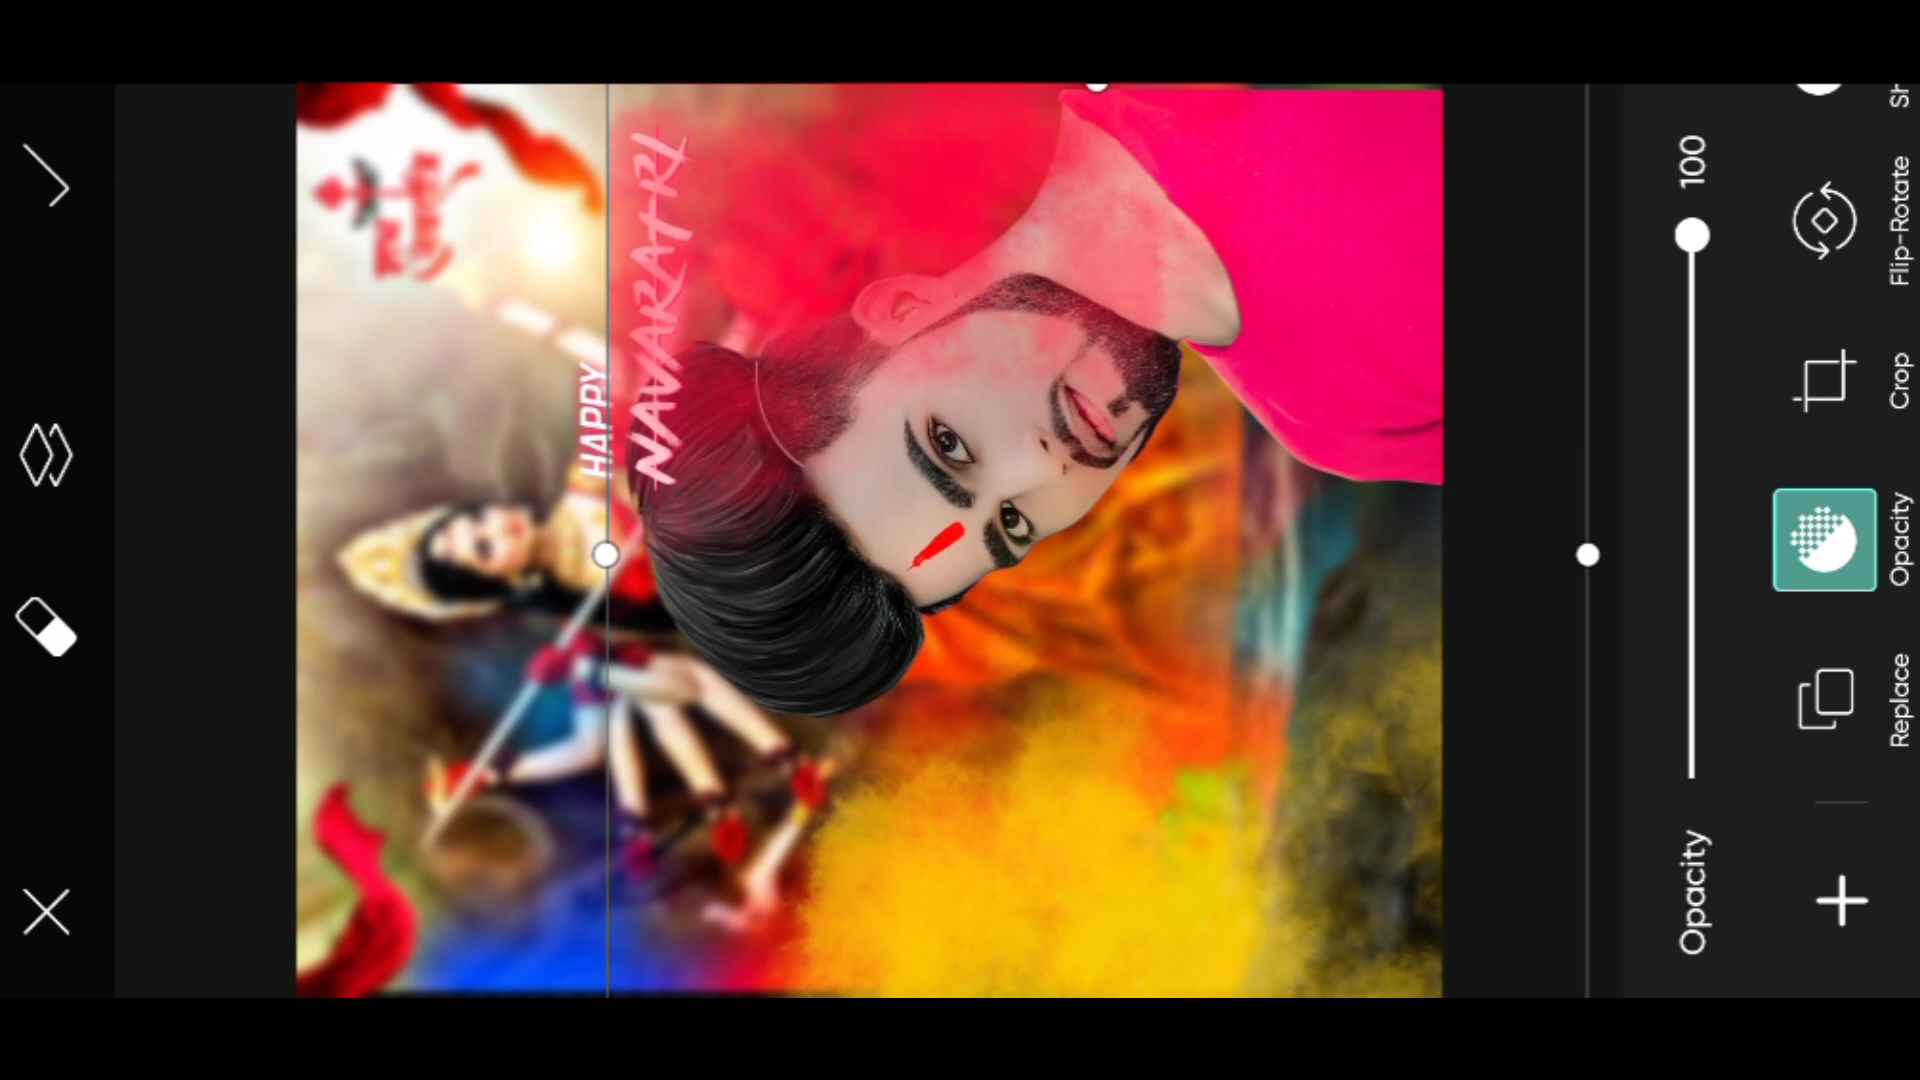 HAPPY
NAVARATRI
100
Opacity
Replace
Opacity
Crop
Flip-Rotate